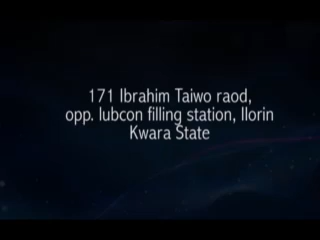 171 Ibrahim Taiwo raod,
opp. lubcon filling station, Ilorin
Kwara State